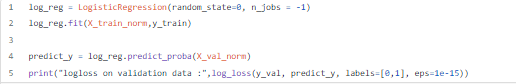 1 log_reg = LogisticRegression(random_state=0, n_jobs = -1)
2 log_reg.fit(X_train_norm,y_train)
3
4 predict_y = log_reg.predict_proba(X_val_norm)
5 print("logloss on validation data :",log_loss(y_val, predict_y, labels=[0,1], eps=1e-15))